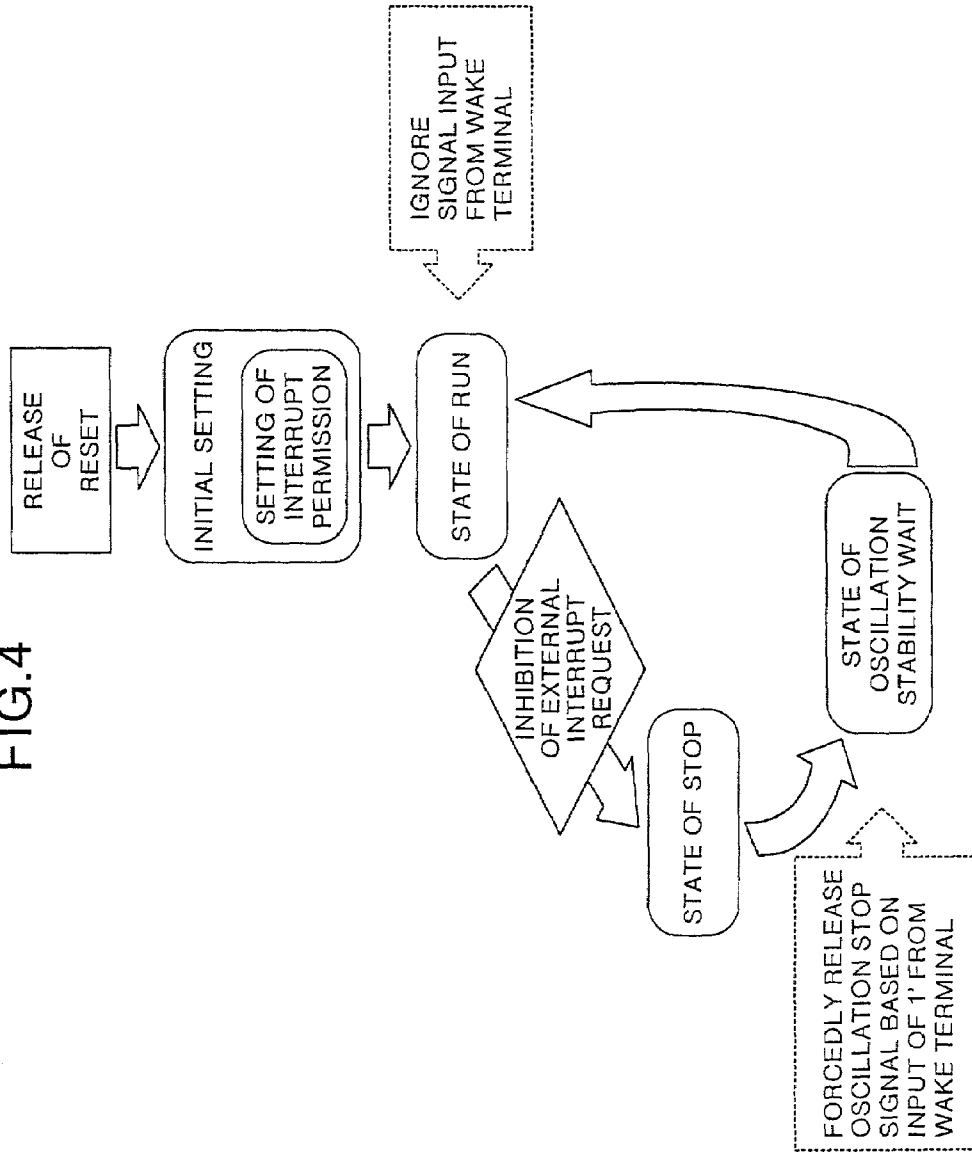 FIG.4
RELEASE
OF
RESET
INITIAL SETTING
SETTING OF
INTERRUPT
PERMISSION
STATE OF RUN
IGNORE
SIGNAL INPUT
FROM WAKE
TERMINAL
INHIBITION
OF EXTERNAL
INTERRUPT
REQUEST
STATE OF STOP
STATE OF
OSCILLATION
STABILITY WAIT
FORCEDLY RELEASE
OSCILLATION STOP
SIGNAL BASED ON
INPUT OF 1' FROM
WAKE TERMINAL